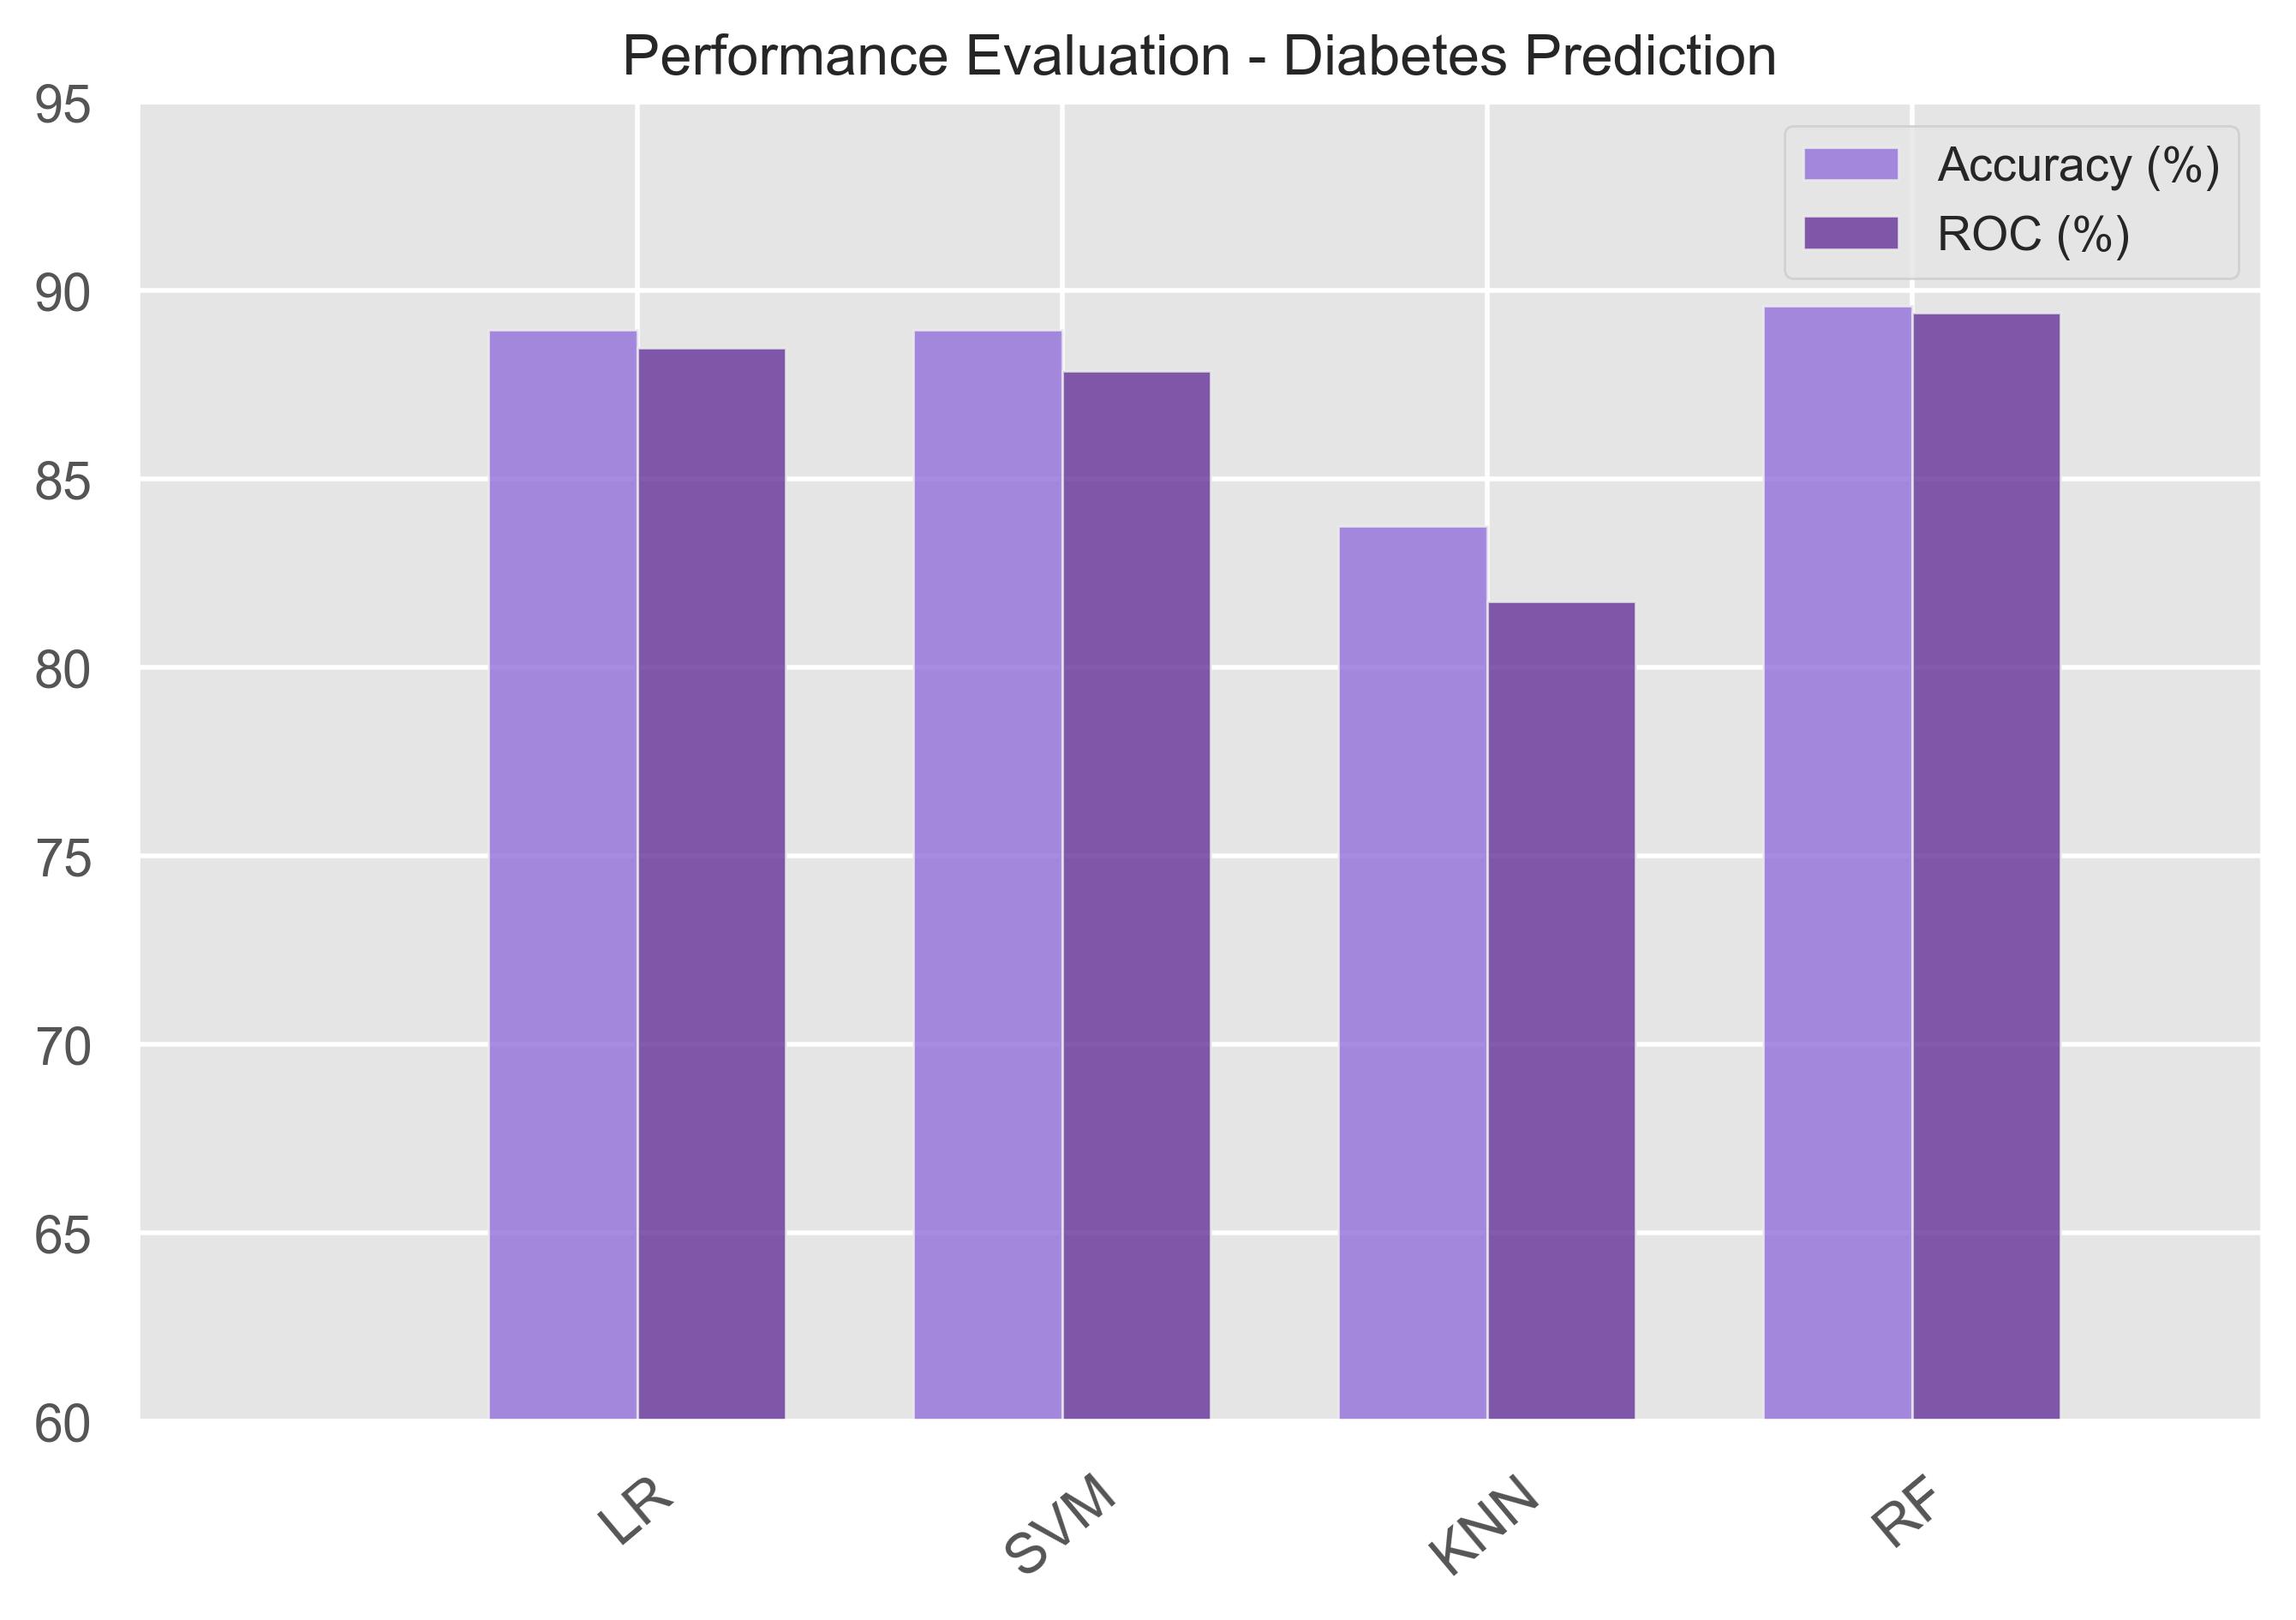 Performance Evaluation - Diabetes Prediction
Accuracy (%)
ROC (%)
95
90
85
80
75
70
65
60
LR
SVM
KNN
RF